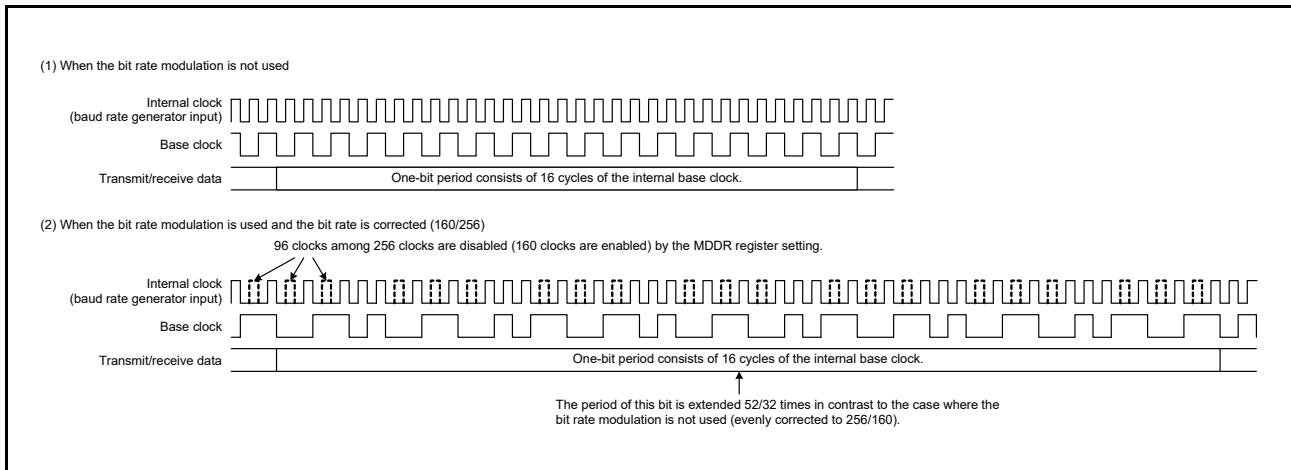 (1) When the bit rate modulation is not used
Internal clock
(baud rate generator input)
Base clock
Transmit/receive data
One-bit period consists of 16 cycles of the internal base clock.
(2) When the bit rate modulation is used and the bit rate is corrected (160/256)
96 clocks among 256 clocks are disabled (160 clocks are enabled) by the MDDR register setting.
Internal clock
(baud rate generator input)
Base clock
Transmit/receive data
One-bit period consists of 16 cycles of the internal base clock.
The period of this bit is extended 52/32 times in contrast to the case where the
bit rate modulation is not used (evenly corrected to 256/160).